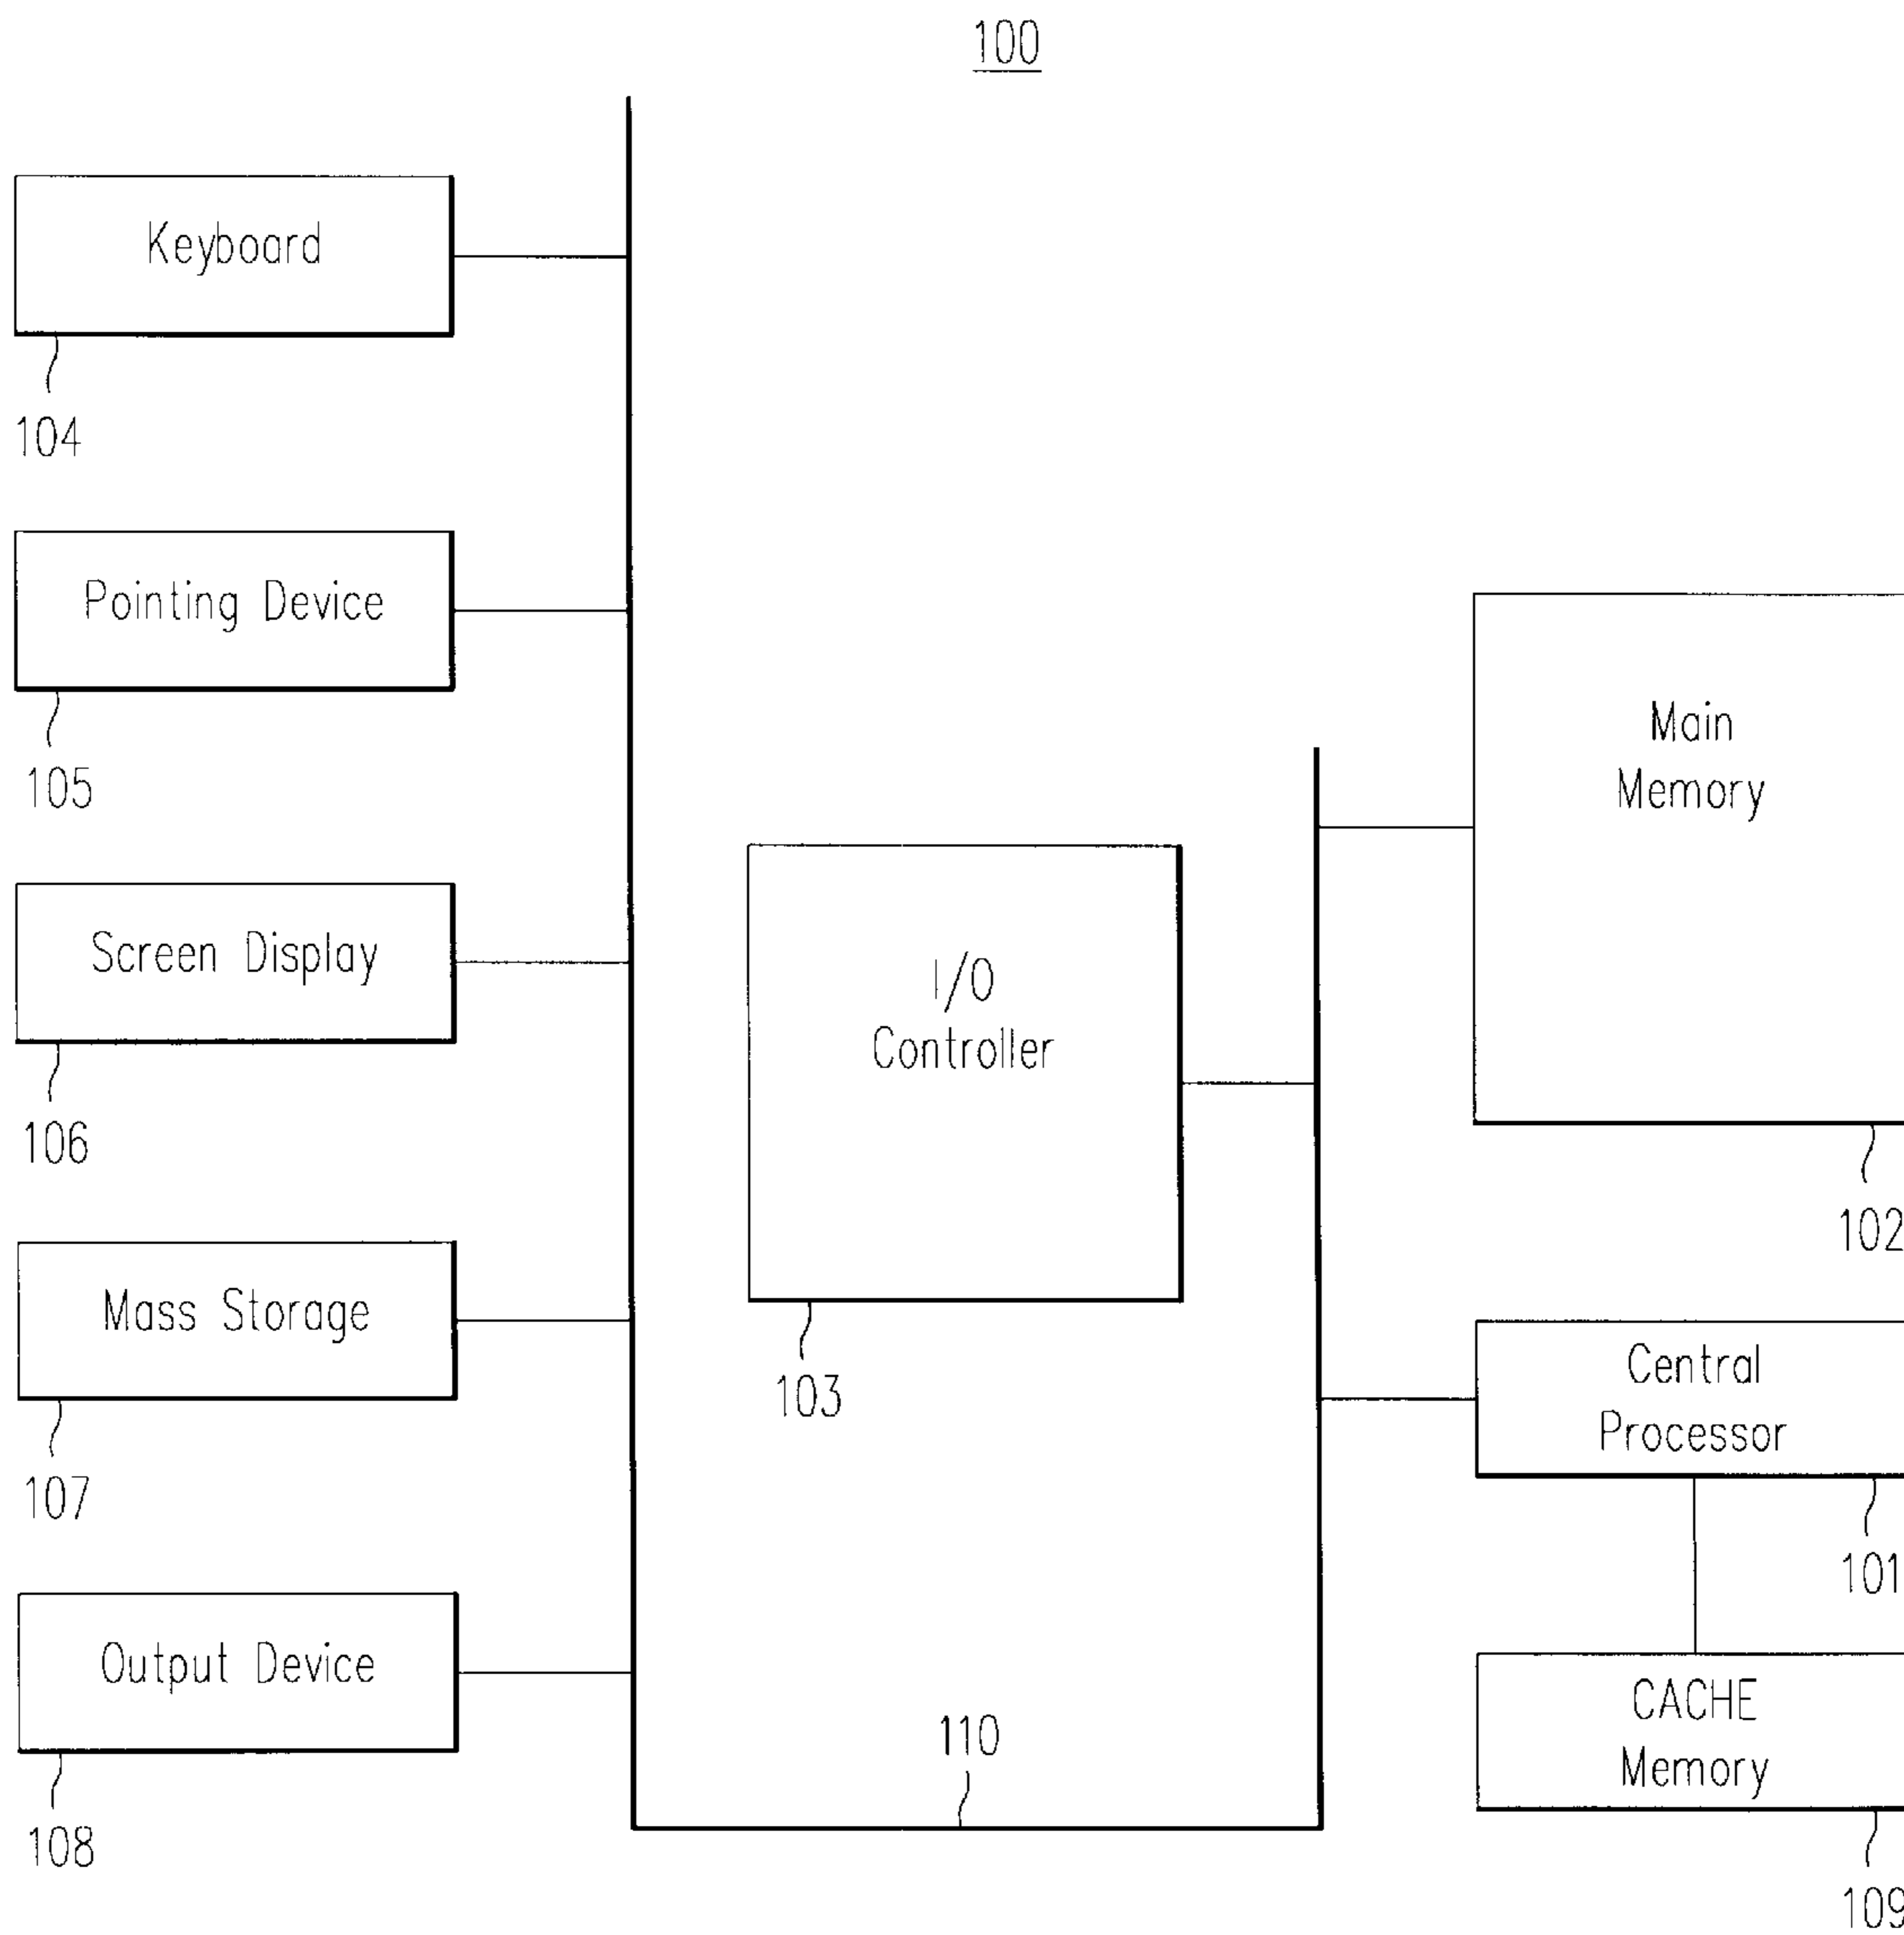 100
Keyboard
104
Pointing Device
105
Screen Display
106
Mass Storage
107
Output Device
108
I/O
Controller
103
110
Main
Memory
102
Central
Processor
101
CACHE
Memory
109